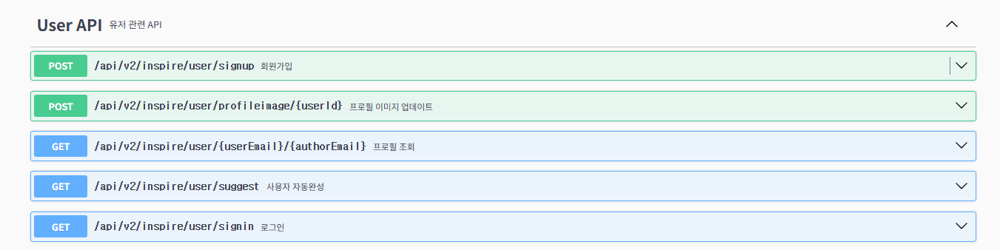 User API 유저 관련 API
POST /api/v2/inspire/user/signup 회원가입
POST /api/v2/inspire/user/profileimage/{userId} 프로필 이미지 업데이트
GET /api/v2/inspire/user/{userEmail}/{authorEmail} 프로필 조회
GET /api/v2/inspire/user/suggest 사용자 자동완성
GET /api/v2/inspire/user/signin 로그인